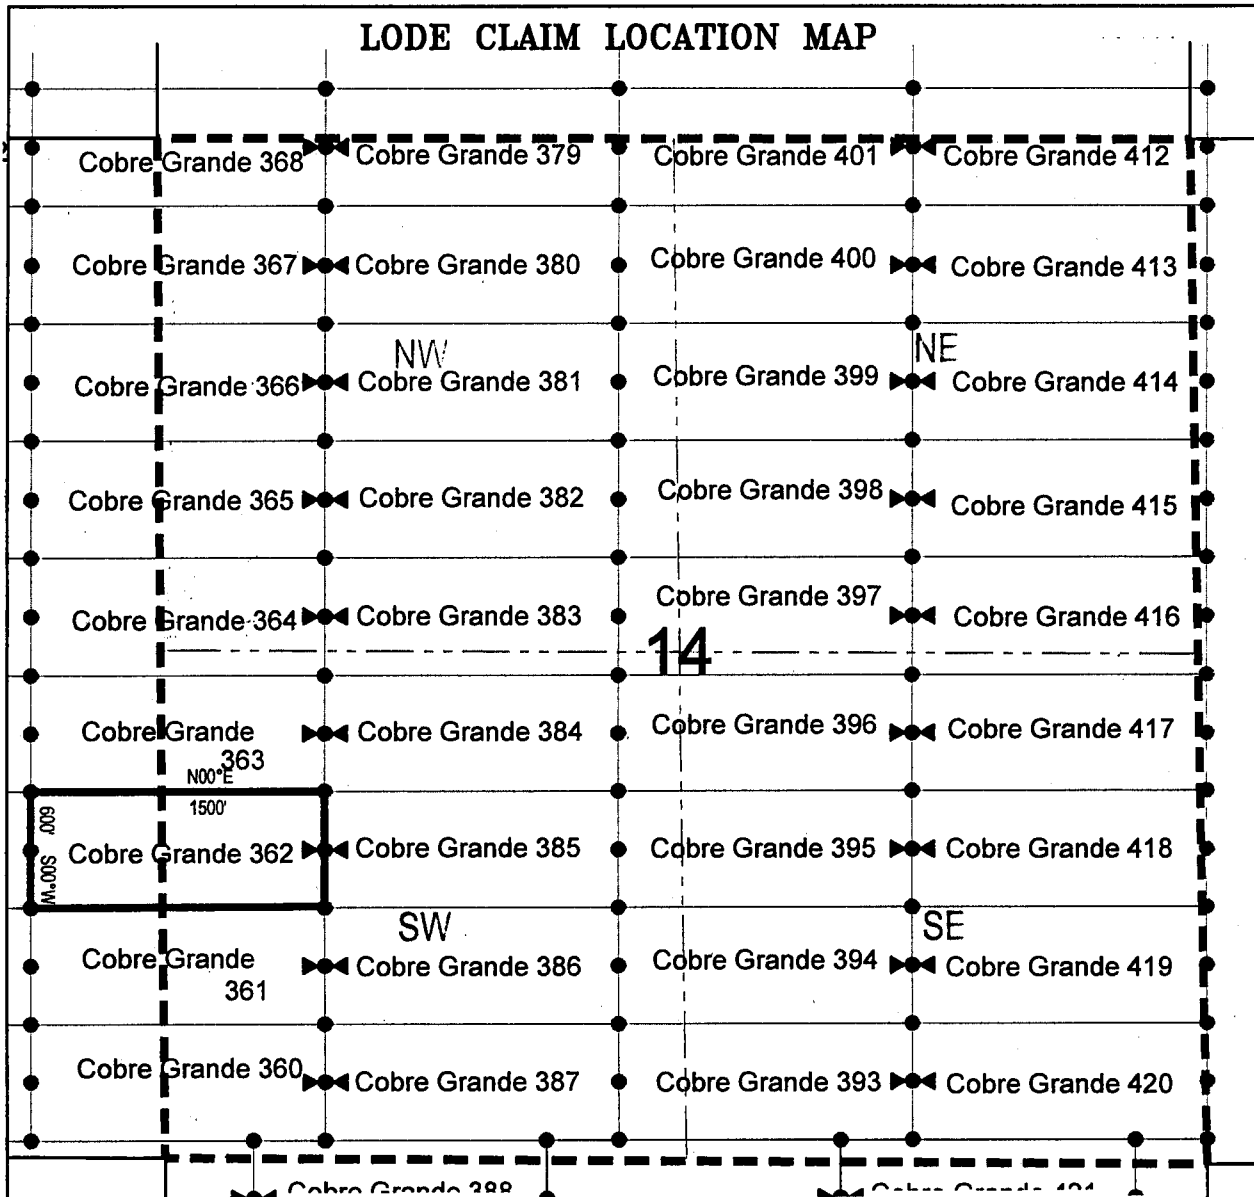 LODE CLAIM LOCATION MAP
Cobre Grande 368 Cobre Grande 379 Cobre Grande 401 Cobre Grande 412
Cobre Grande 367 Cobre Grande 380 Cobre Grande 400 Cobre Grande 413
NW NE
Cobre Grande 366 Cobre Grande 381 Cobre Grande 399 Cobre Grande 414
Cobre Grande 365 Cobre Grande 382 Cobre Grande 398 Cobre Grande 415
Cobre Grande 364 Cobre Grande 383 Cobre Grande 397 Cobre Grande 416
14
Cobre Grande Cobre Grande 384 Cobre Grande 396 Cobre Grande 417
363
N00°E
1500'
600' S00°W
Cobre Grande 362 Cobre Grande 385 Cobre Grande 395 Cobre Grande 418
SW SE
Cobre Grande Cobre Grande 386 Cobre Grande 394 Cobre Grande 419
361
Cobre Grande 360 Cobre Grande 387 Cobre Grande 393 Cobre Grande 420
Cobre Grande 388 Cobre Grande 421